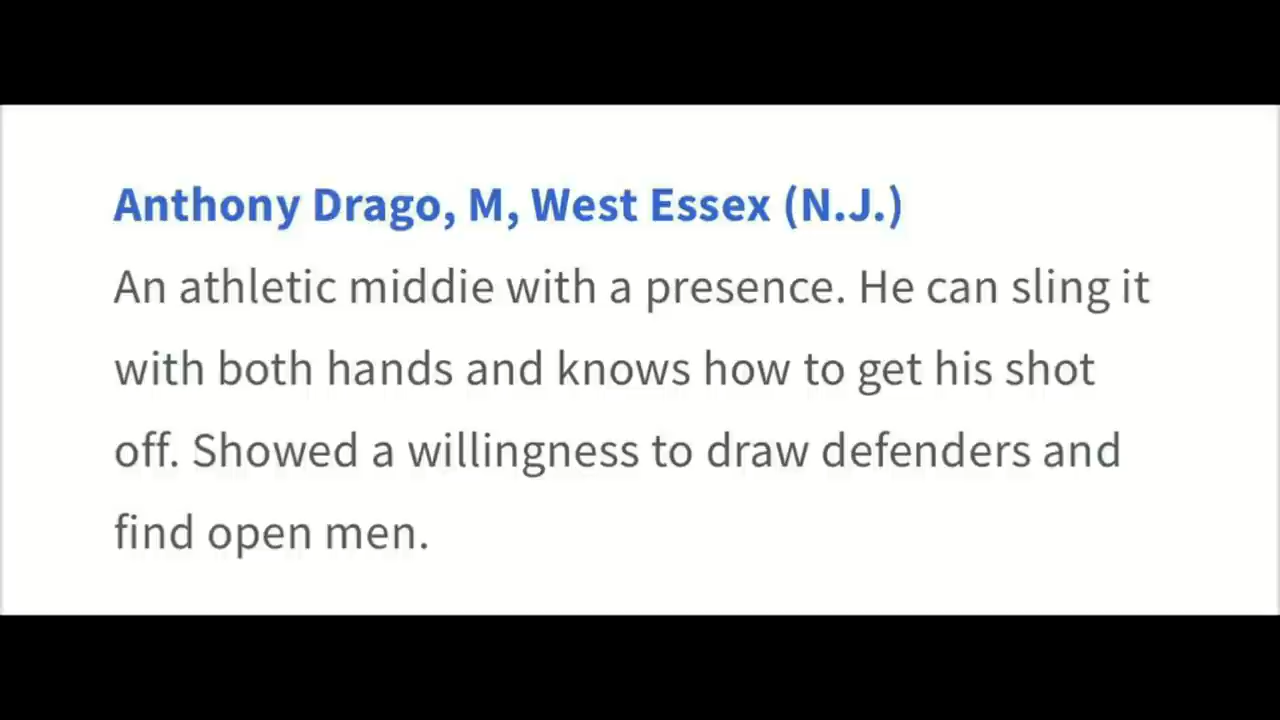 Anthony Drago, M, West Essex (N.J.)
An athletic middie with a presence. He can sling it
with both hands and knows how to get his shot
off. Showed a willingness to draw defenders and
find open men.